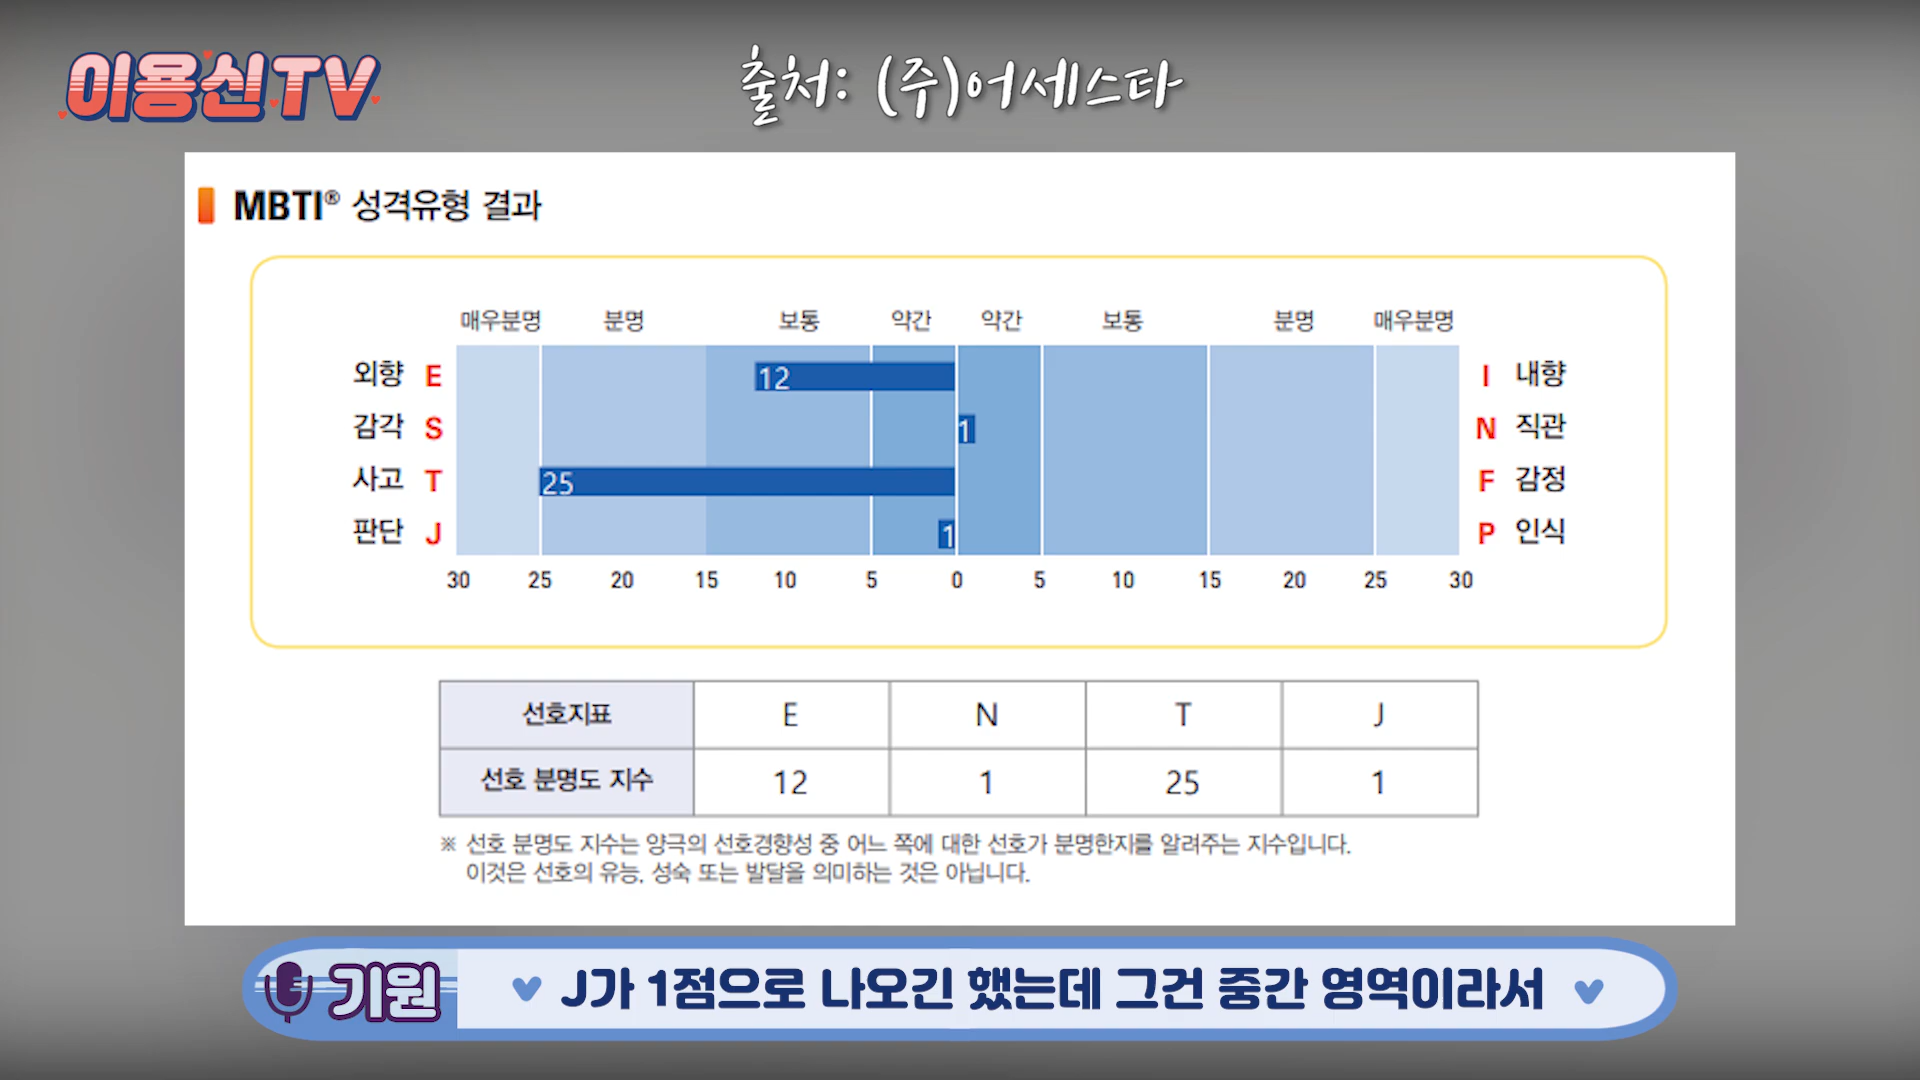 이용신TV
출처: (주)어세스타
MBTI® 성격유형 결과
매우분명 분명 보통 약간 약간 보통 분명 매우분명
외향 E 12 I 내향
감각 S 1 N 직관
사고 T 25 F 감정
판단 J 1 P 인식
30 25 20 15 10 5 0 5 10 15 20 25 30
선호지표 E N T J
선호 분명도 지수 12 1 25 1
※ 선호 분명도 지수는 양극의 선호경향성 중 어느 쪽에 대한 선호가 분명한지를 알려주는 지수입니다.
이것은 선호의 유능, 성숙 또는 발달을 의미하는 것은 아닙니다.
기원 J가 1점으로 나오긴 했는데 그건 중간 영역이라서